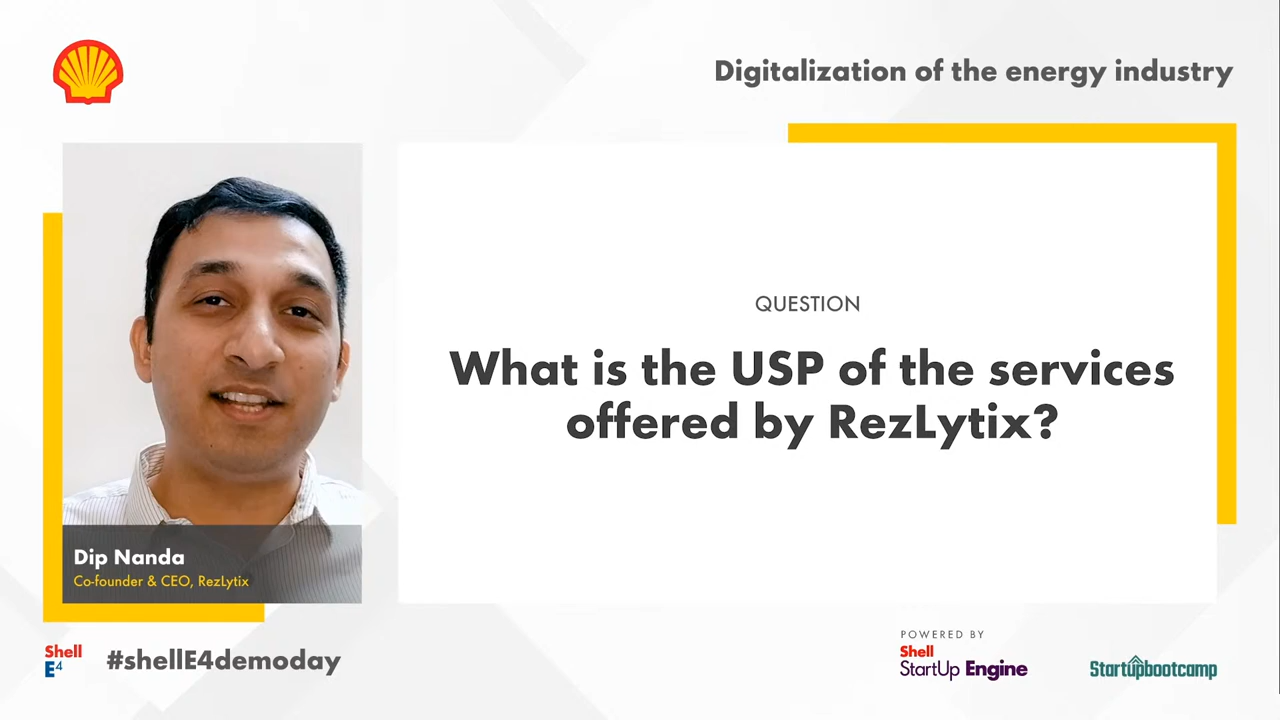 Digitalization of the energy industry
QUESTION
What is the USP of the services
offered by RezLytix?
Dip Nanda
Co-founder & CEO, RezLytix
Shell
E4
#shellE4demoday
POWERED BY
Shell
StartUp Engine
Startupbootcamp